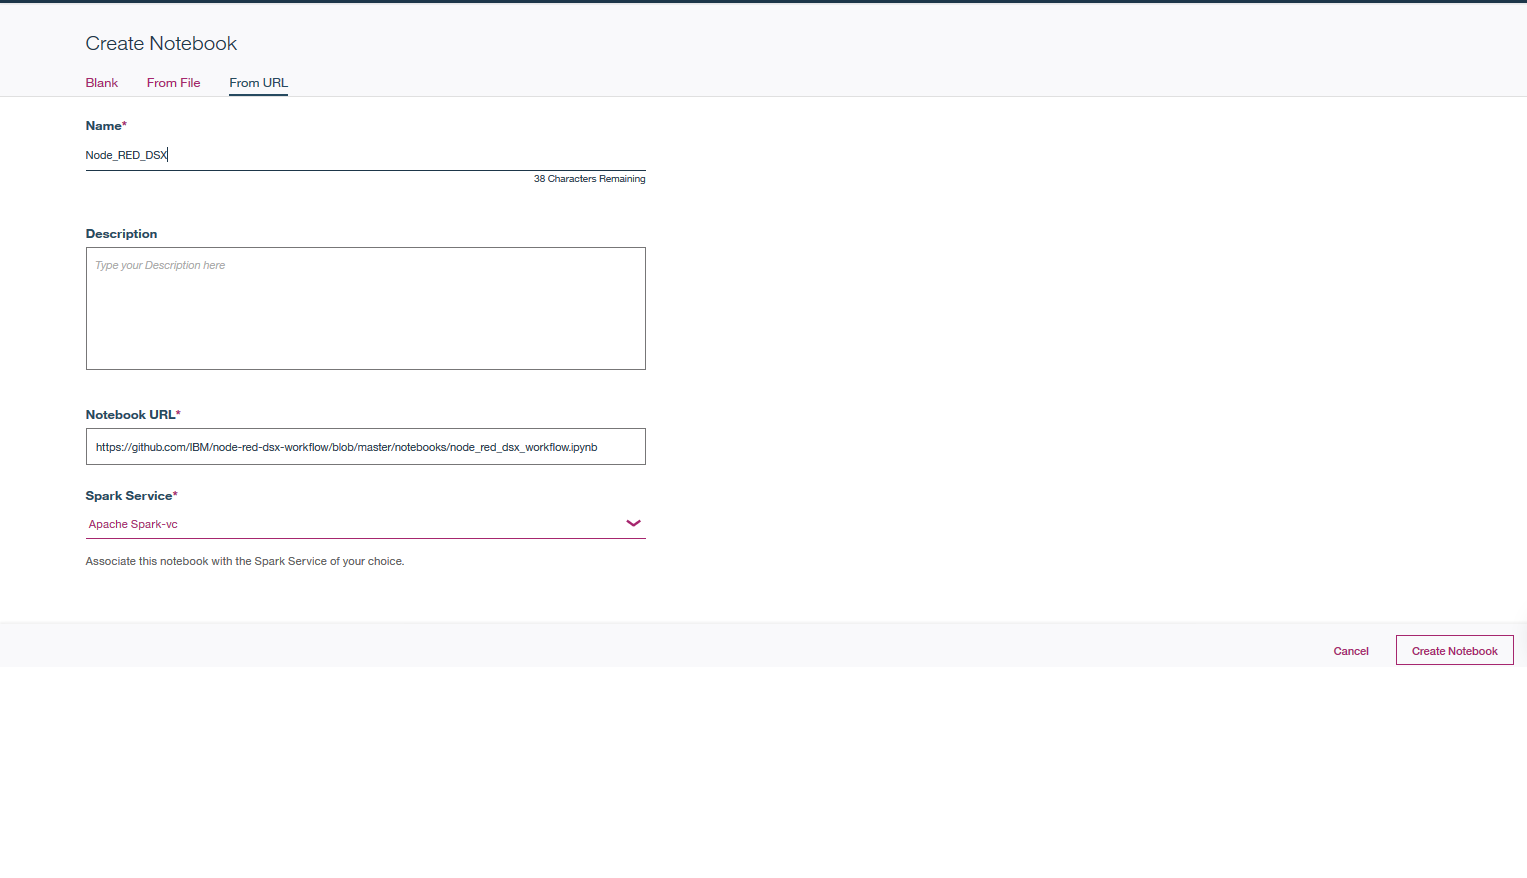 Create Notebook
Blank From File From URL
Name*
Node_RED_DSX
38 Characters Remaining
Description
Type your Description here
Notebook URL*
https://github.com/IBM/node-red-dsx-workflow/blob/master/notebooks/node_red_dsx_workflow.ipynb
Spark Service*
Apache Spark-vc
Associate this notebook with the Spark Service of your choice.
Cancel Create Notebook